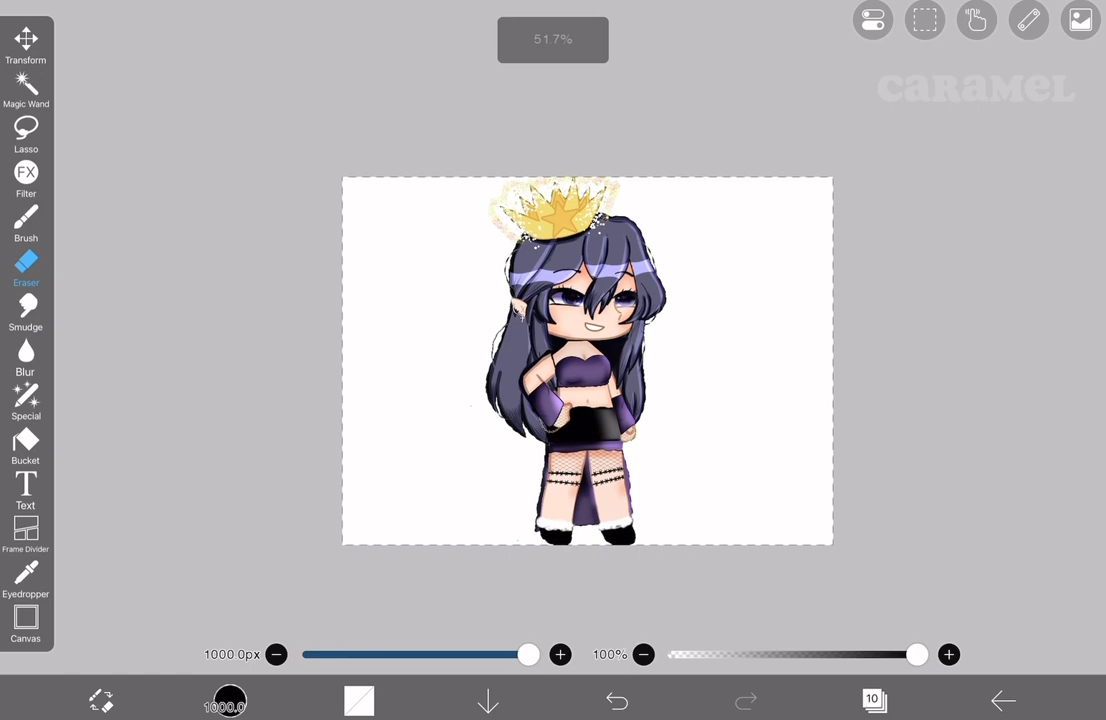 51.7%
CARAMEL
Transform
Magic Wand
Lasso
FX
Filter
Brush
Eraser
Smudge
Blur
Special
Bucket
T
Text
Frame Divider
Eyedropper
Canvas
1000.0px
100%
1000.0
10